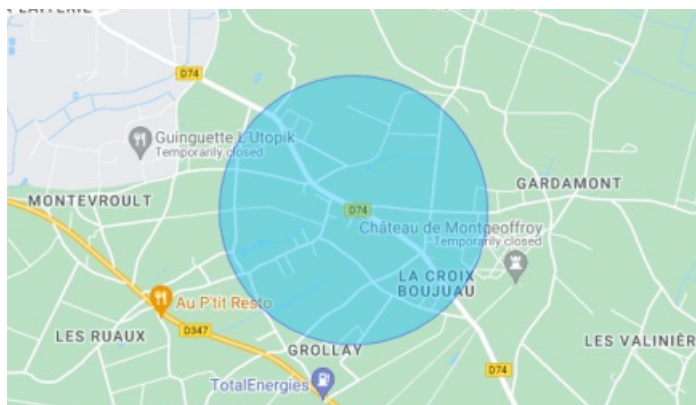 D74
Guinguette L'Utopik
Temporarily closed
MONTEVROULT
GARDAMONT
D74
Château de Montgeoffroy
Temporarily closed
LA CROIX
BOUJUAU
Au P'tit Resto
LES RUAUX
D347
GROLLAY
LES VALINIÈR
D74
TotalEnergies